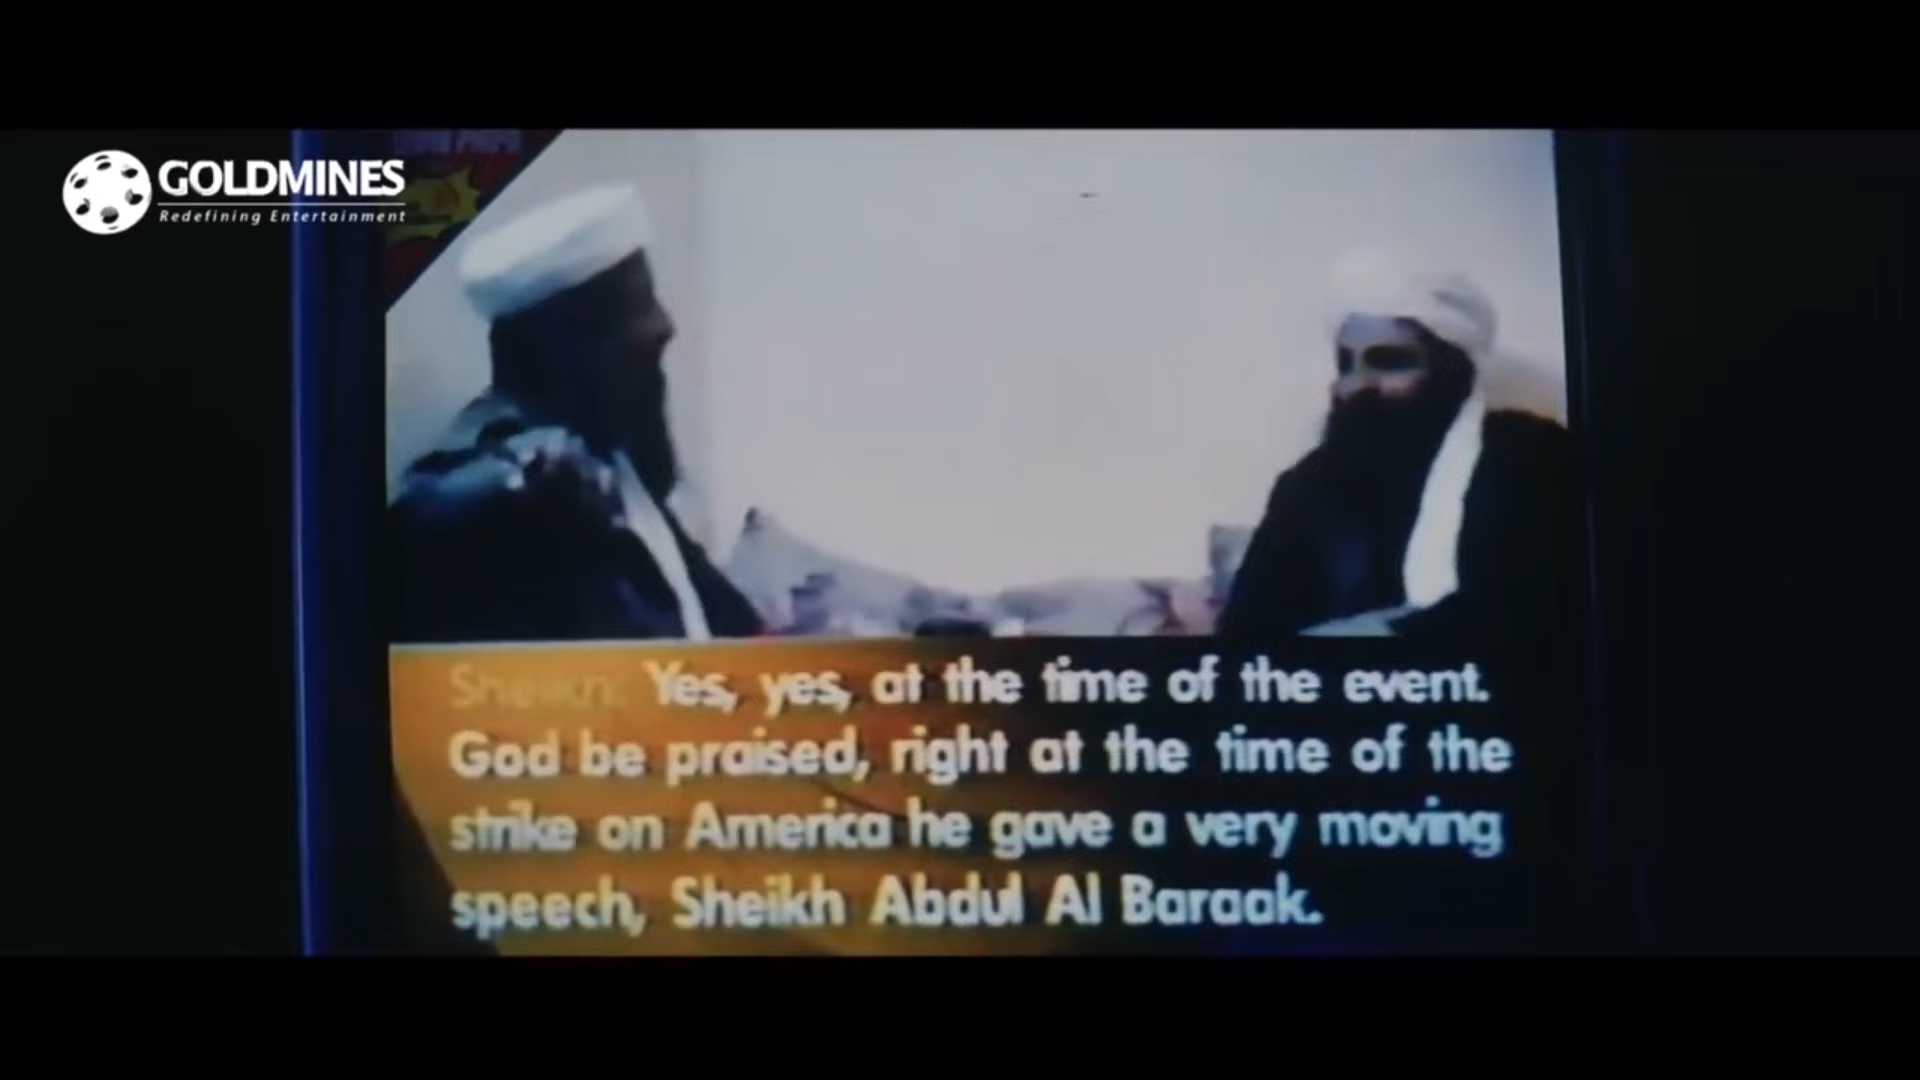 GOLDMINES
Redefining Entertainment
Sheikh: Yes, yes, at the time of the event.
God be praised, right at the time of the
strike on America he gave a very moving
speech, Sheikh Abdul Al Baraak.